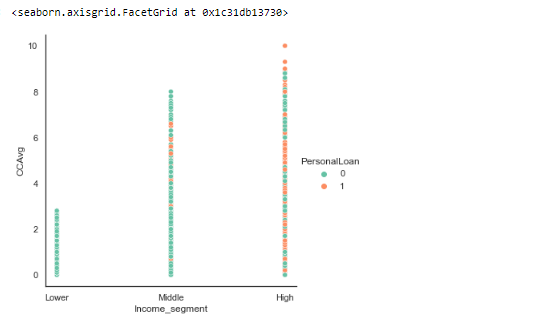 <seaborn.axisgrid.FacetGrid at 0x1c31db13730>
10
8
6
4
2
0
CCAvg
Lower
Middle
High
Income_segment
PersonalLoan
0
1